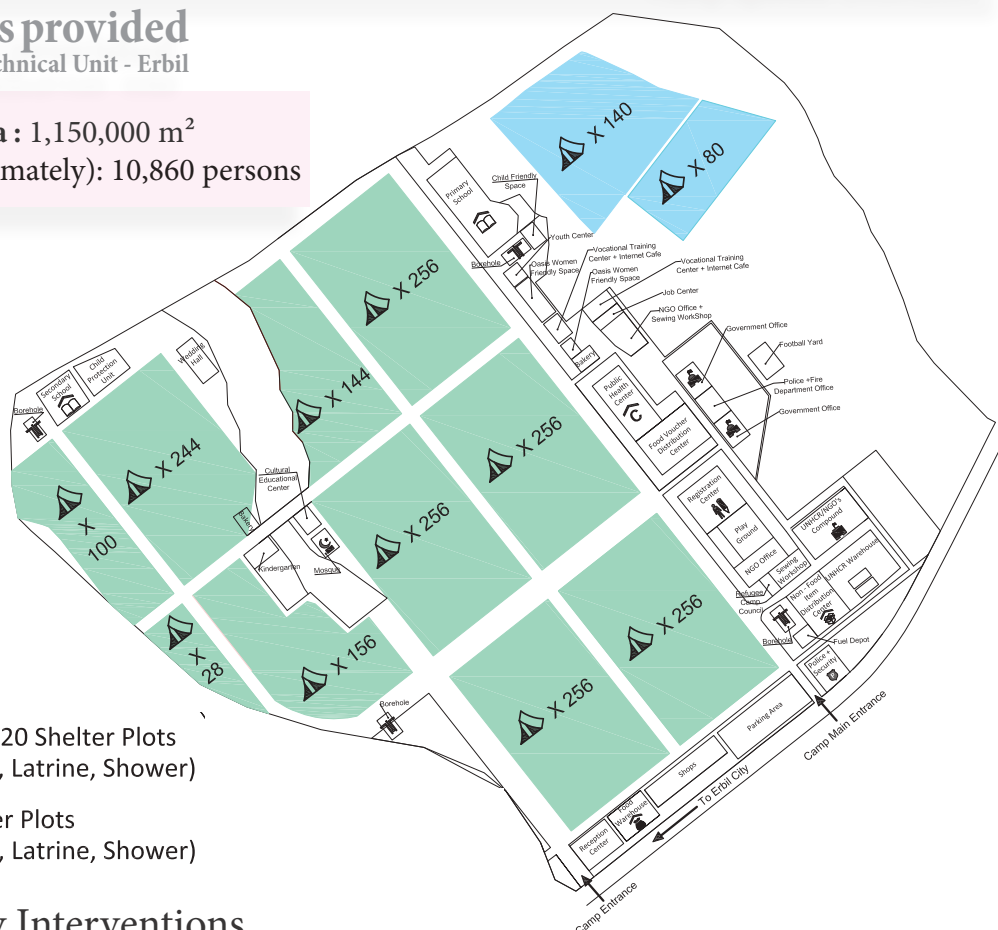 s provided
chnical Unit - Erbil
a : 1,150,000 m²
mately): 10,860 persons
X 140
X 80
Primary
School
Child Friendly
Space
Youth Center
Borehole
Oasis Women
Friendly Space
Vocational Training
Center + Internet Cafe
Oasis Women
Friendly Space
Vocational Training
Center + Internet Cafe
Job Center
NGO Office +
Sewing WorkShop
Bakery
Government Office
Football Yard
Police +Fire
Department Office
Government Office
Public
Health
Center
Food Voucher
Distribution
Center
X 256
X 144
X 256
X 256
X 256
X 256
Wedding
Hall
Child
Protection
Unit
Secondary
School
Borehole
X 244
X
100
Cultural
Educational
Center
Bakery
Kindergarten
Mosque
X
28
X 156
Borehole
Registration
Center
Play
Ground
NGO Office
Sewing
Workshop
Refugee
Camp
Council
UNHCR/NGO's
Compound
UNHCR Warehouse
Non - Food
Item
Distribution
Center
Borehole
Fuel Depot
Police +
Security
Parking Area
Shops
Food
Warehouse
Reception
Center
To Erbil City
Camp Main Entrance
Camp Entrance
20 Shelter Plots
, Latrine, Shower)
er Plots
, Latrine, Shower)
y Interventions